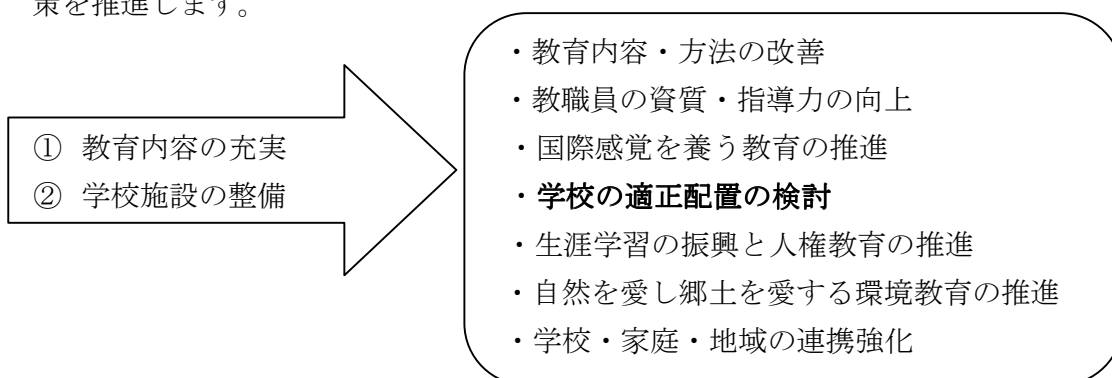 策を推進します。
① 教育内容の充実
② 学校施設の整備
・教育内容・方法の改善
・教職員の資質・指導力の向上
・国際感覚を養う教育の推進
・学校の適正配置の検討
・生涯学習の振興と人権教育の推進
・自然を愛し郷土を愛する環境教育の推進
・学校・家庭・地域の連携強化